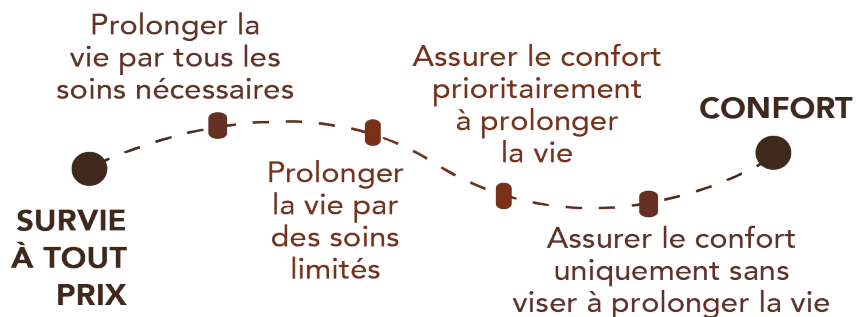 Prolonger la
vie par tous les
soins nécessaires
SURVIE
À TOUT
PRIX
Prolonger
la vie par
des soins
limités
Assurer le confort
prioritairement
à prolonger
la vie
Assurer le confort
uniquement sans
viser à prolonger la vie
CONFORT